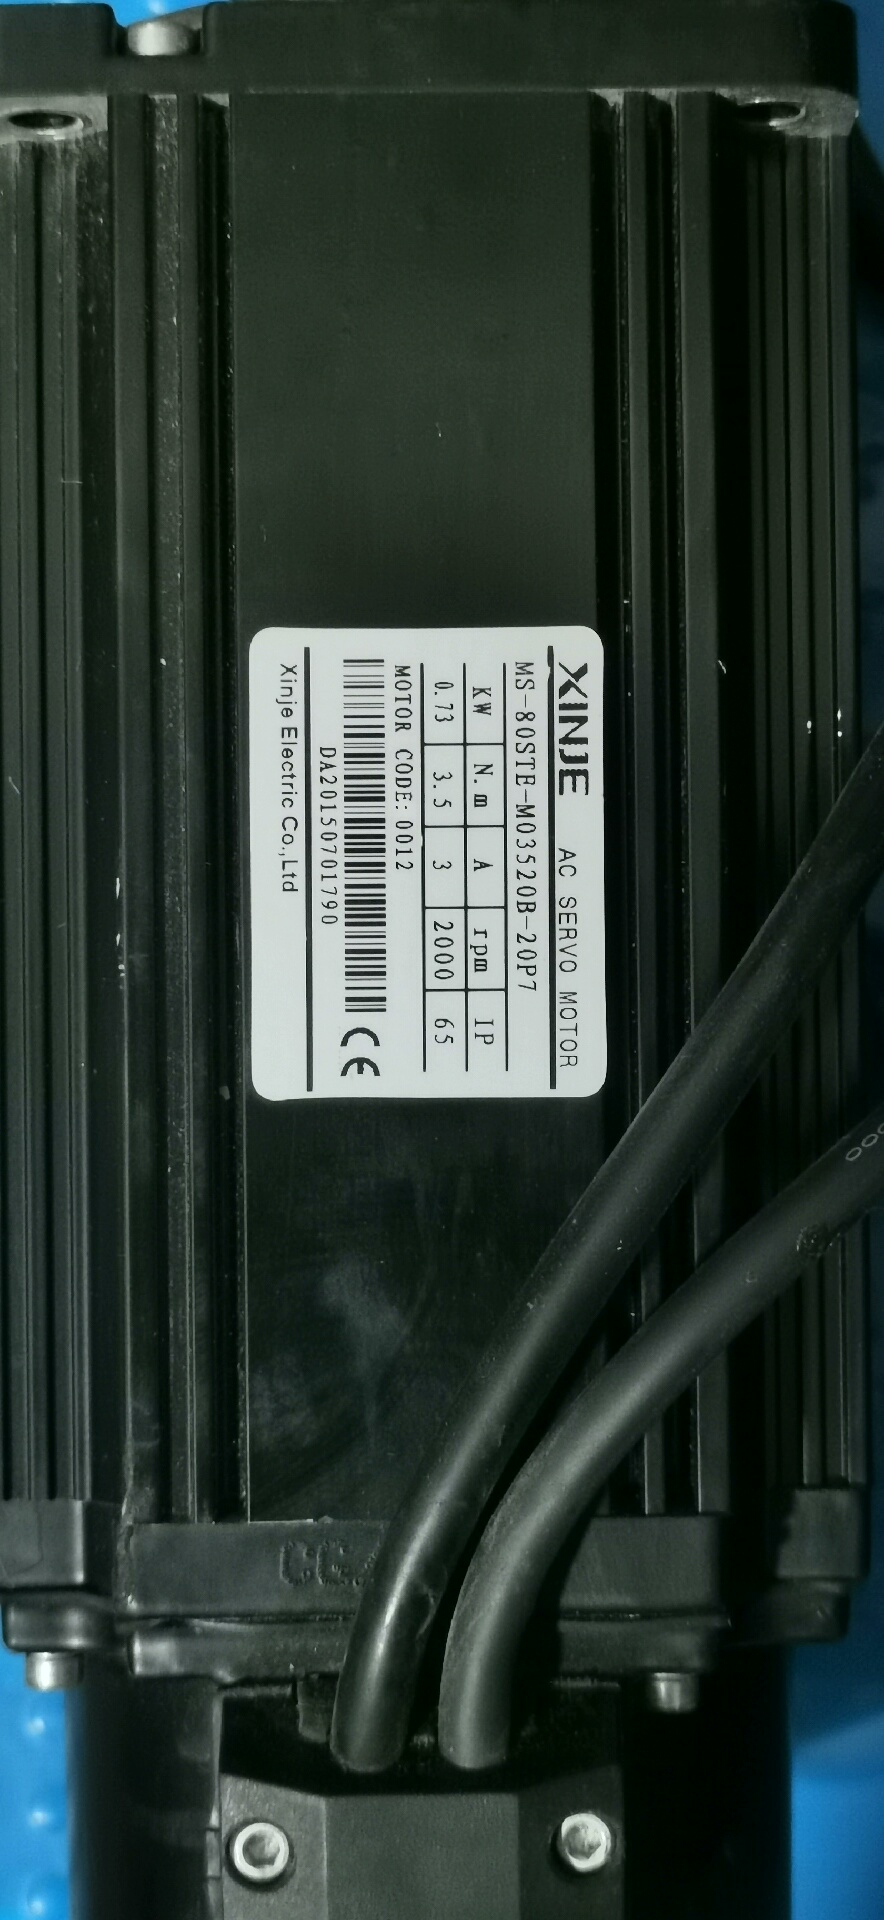 XINJE AC SERVO MOTOR
MS-80STE-M03520B-20P7
KW N.m A rpm IP
0.73 3.5 3 2000 65
MOTOR CODE:0012
CE
DA20150701790
Xinje Electric Co.,Ltd